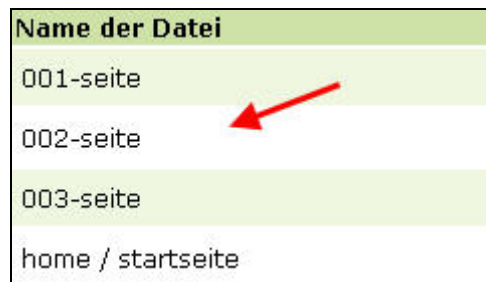 Name der Datei
001-seite
002-seite
003-seite
home / startseite